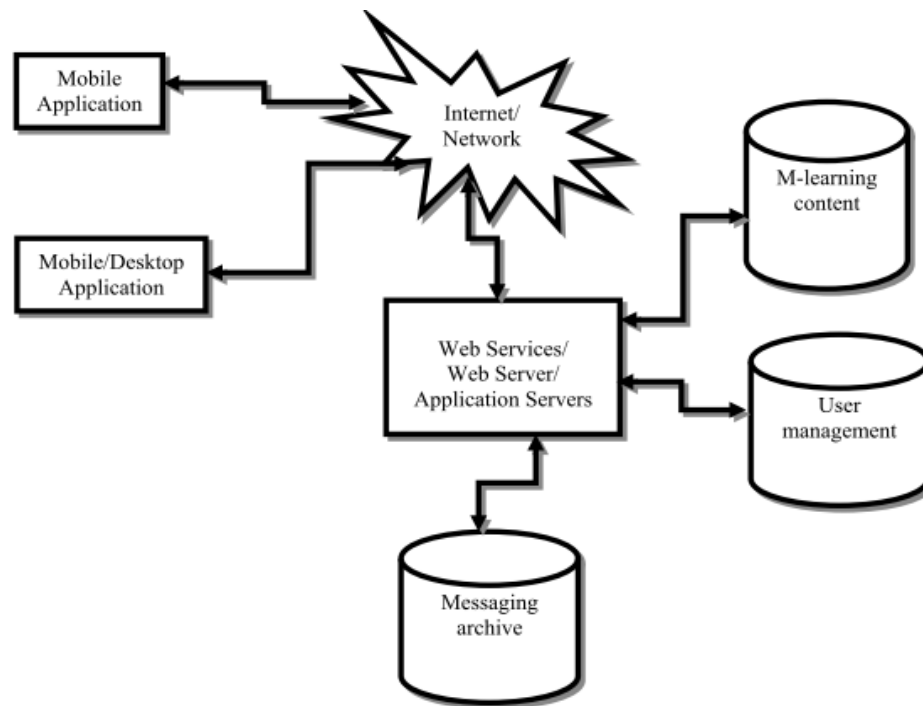 Mobile
Application
Internet/
Network
M-learning
content
Mobile/Desktop
Application
Web Services/
Web Server/
Application Servers
User
management
Messaging
archive